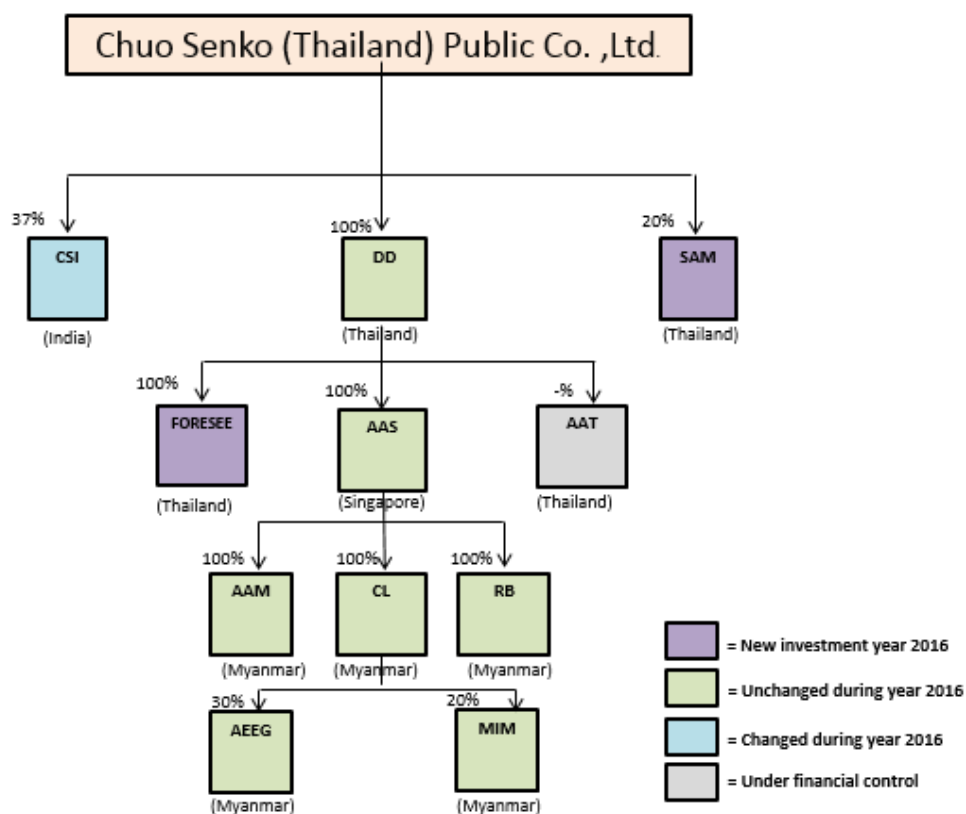 Chuo Senko (Thailand) Public Co. ,Ltd.
37%
100%
20%
CSI
DD
SAM
(India)
(Thailand)
(Thailand)
100%
100%
-%
FORESEE
AAS
AAT
(Thailand)
(Singapore)
(Thailand)
100%
100%
100%
AAM
CL
RB
(Myanmar)
(Myanmar)
(Myanmar)
30%
20%
AEEG
MIM
(Myanmar)
(Myanmar)
= New investment year 2016
= Unchanged during year 2016
= Changed during year 2016
= Under financial control